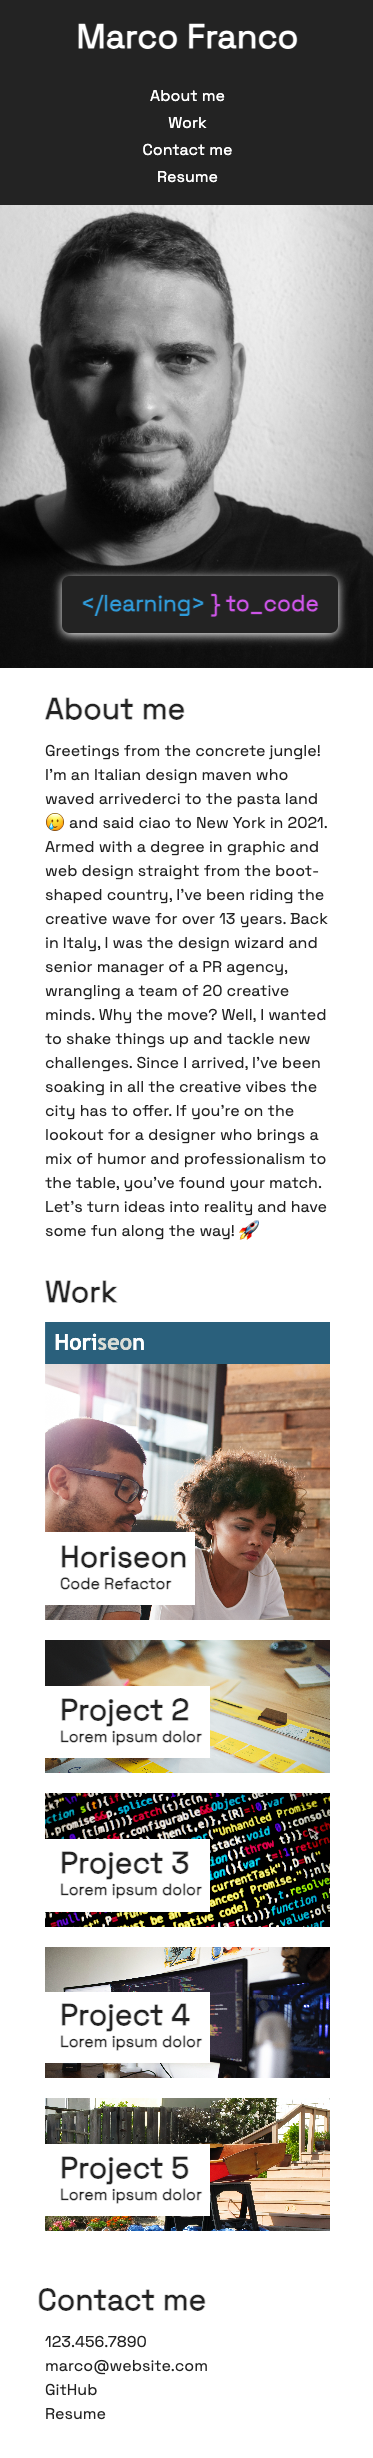 Marco Franco
About me
Work
Contact me
Resume
</learning> } to_code
About me
Greetings from the concrete jungle!
I'm an Italian design maven who
waved arrivederci to the pasta land
🥲 and said ciao to New York in 2021.
Armed with a degree in graphic and
web design straight from the boot-
shaped country, I've been riding the
creative wave for over 13 years. Back
in Italy, I was the design wizard and
senior manager of a PR agency,
wrangling a team of 20 creative
minds. Why the move? Well, I wanted
to shake things up and tackle new
challenges. Since I arrived, I've been
soaking in all the creative vibes the
city has to offer. If you're on the
lookout for a designer who brings a
mix of humor and professionalism to
the table, you've found your match.
Let's turn ideas into reality and have
some fun along the way! 🚀
Work
Horiseon
Horiseon
Code Refactor
Project 2
Lorem ipsum dolor
Project 3
Lorem ipsum dolor
Project 4
Lorem ipsum dolor
Project 5
Lorem ipsum dolor
Contact me
123.456.7890
marco@website.com
GitHub
Resume